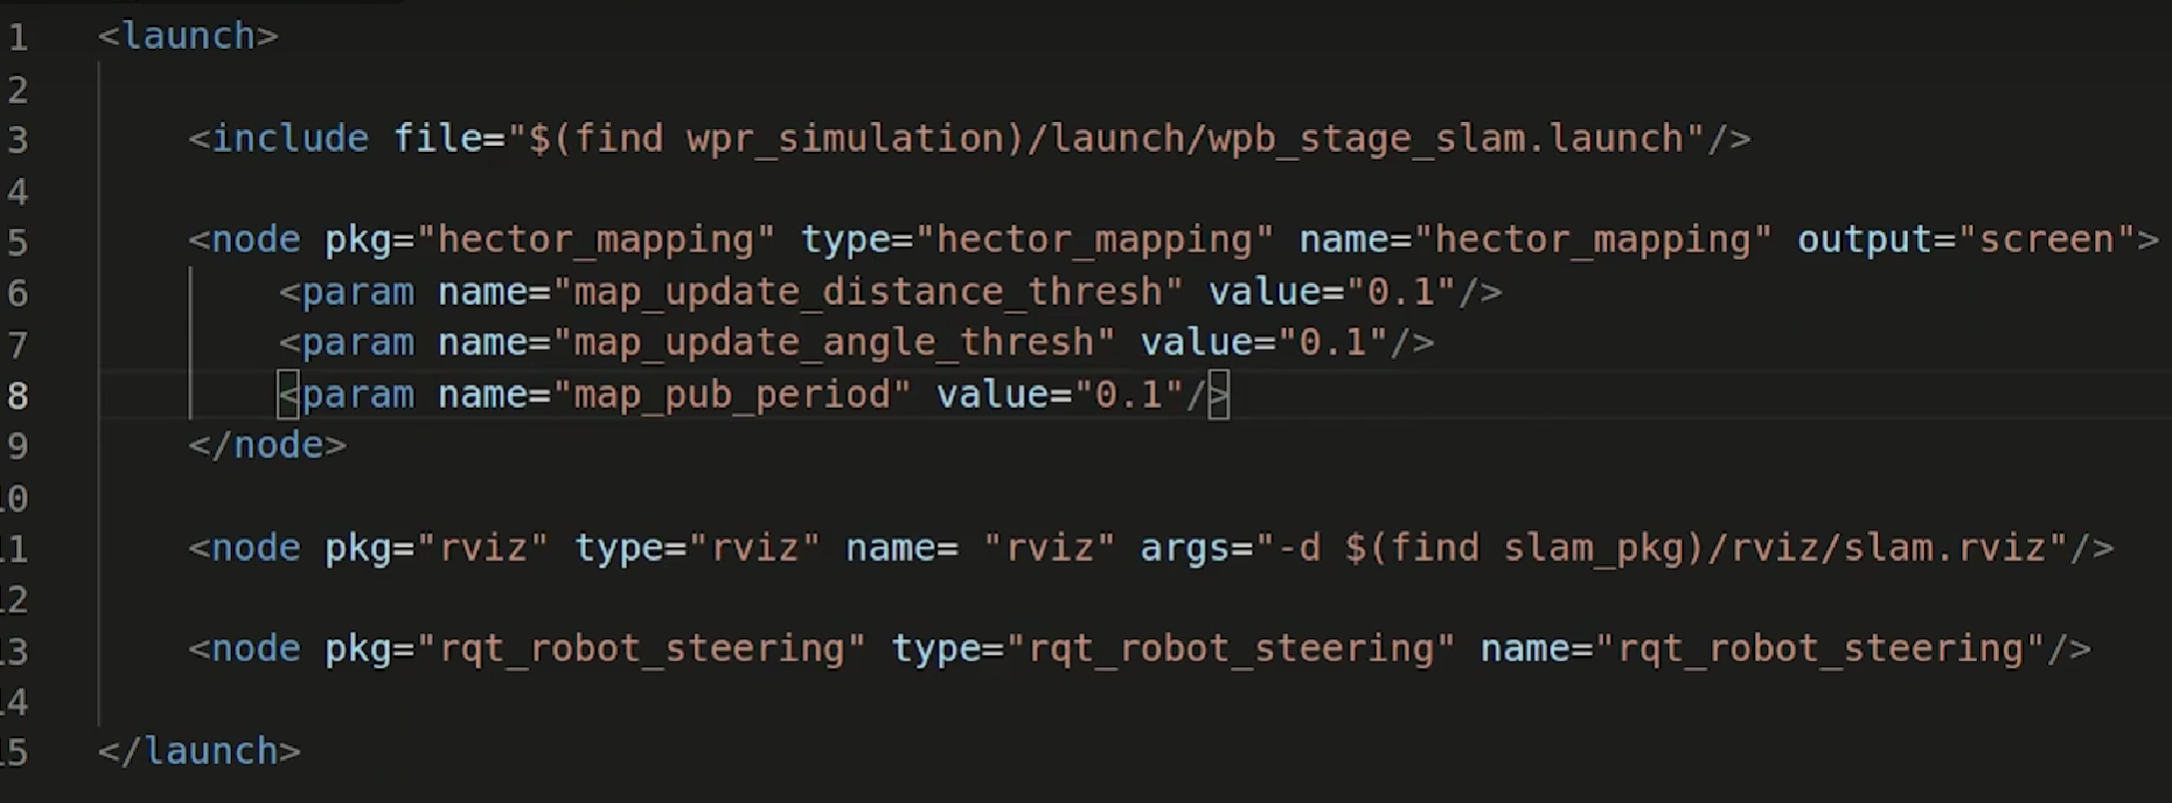 1 <launch>
2
3 <include file="$(find wpr_simulation)/launch/wpb_stage_slam.launch"/>
4
5 <node pkg="hector_mapping" type="hector_mapping" name="hector_mapping" output="screen">
6 <param name="map_update_distance_thresh" value="0.1"/>
7 <param name="map_update_angle_thresh" value="0.1"/>
8 <param name="map_pub_period" value="0.1"/>
9 </node>
10
11 <node pkg="rviz" type="rviz" name= "rviz" args="-d $(find slam_pkg)/rviz/slam.rviz"/>
12
13 <node pkg="rqt_robot_steering" type="rqt_robot_steering" name="rqt_robot_steering"/>
14
15 </launch>